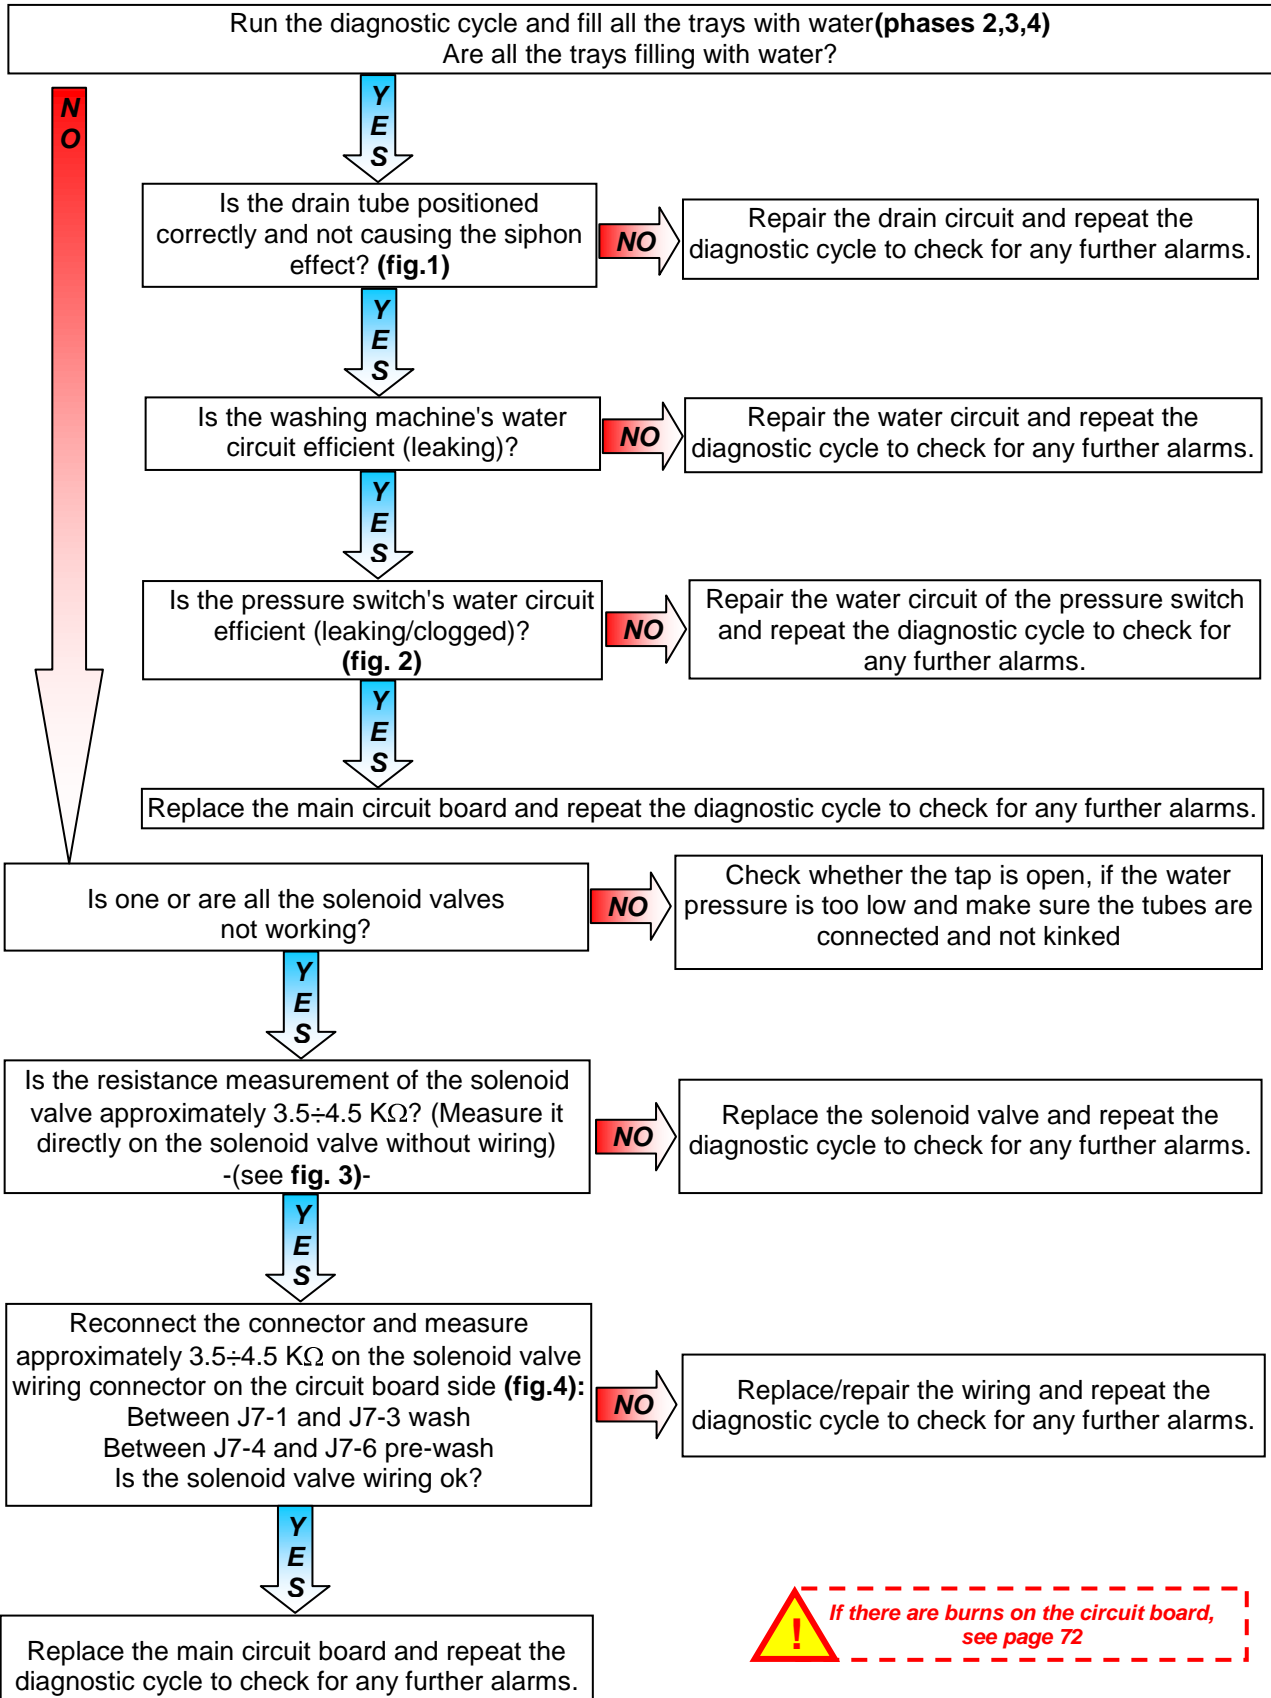 Run the diagnostic cycle and fill all the trays with water(phases 2,3,4)
Are all the trays filling with water?
NO
YES
Is the drain tube positioned
correctly and not causing the siphon
effect? (fig.1)
NO
Repair the drain circuit and repeat the
diagnostic cycle to check for any further alarms.
YES
Is the washing machine's water
circuit efficient (leaking)?
NO
Repair the water circuit and repeat the
diagnostic cycle to check for any further alarms.
YES
Is the pressure switch's water circuit
efficient (leaking/clogged)?
(fig. 2)
NO
Repair the water circuit of the pressure switch
and repeat the diagnostic cycle to check for
any further alarms.
YES
Replace the main circuit board and repeat the diagnostic cycle to check for any further alarms.
Is one or are all the solenoid valves
not working?
NO
Check whether the tap is open, if the water
pressure is too low and make sure the tubes are
connected and not kinked
YES
Is the resistance measurement of the solenoid
valve approximately 3.5÷4.5 KΩ? (Measure it
directly on the solenoid valve without wiring)
-(see fig. 3)-
NO
Replace the solenoid valve and repeat the
diagnostic cycle to check for any further alarms.
YES
Reconnect the connector and measure
approximately 3.5÷4.5 KΩ on the solenoid valve
wiring connector on the circuit board side (fig.4):
Between J7-1 and J7-3 wash
Between J7-4 and J7-6 pre-wash
Is the solenoid valve wiring ok?
NO
Replace/repair the wiring and repeat the
diagnostic cycle to check for any further alarms.
YES
Replace the main circuit board and repeat the
diagnostic cycle to check for any further alarms.
!
If there are burns on the circuit board,
see page 72